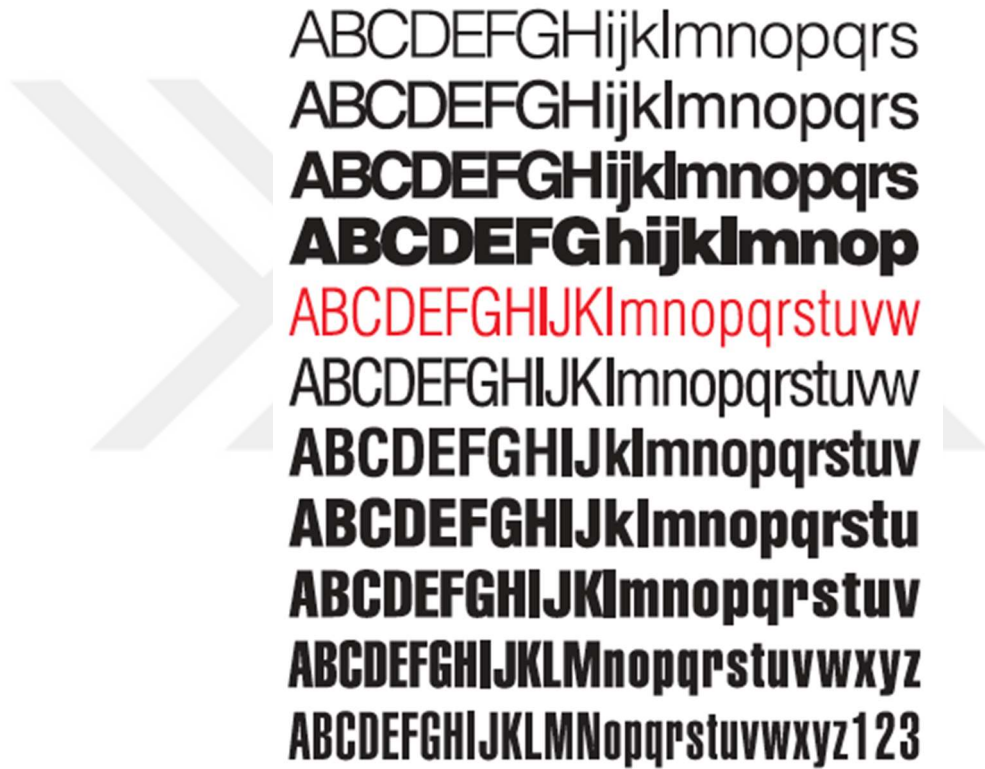 ABCDEFGHijklmnopqrs
ABCDEFGHijklmnopqrs
ABCDEFGHijklmnopqrs
ABCDEFGhijklmnop
ABCDEFGHIJKlmnopqrstuvw
ABCDEFGHIJKlmnopqrstuvw
ABCDEFGHIJklmnopqrstuv
ABCDEFGHIJklmnopqrstu
ABCDEFGHIJKlmnopqrstuv
ABCDEFGHIJKLMnopqrstuvwxyz
ABCDEFGHIJKLMNopqrstuvwxyz123